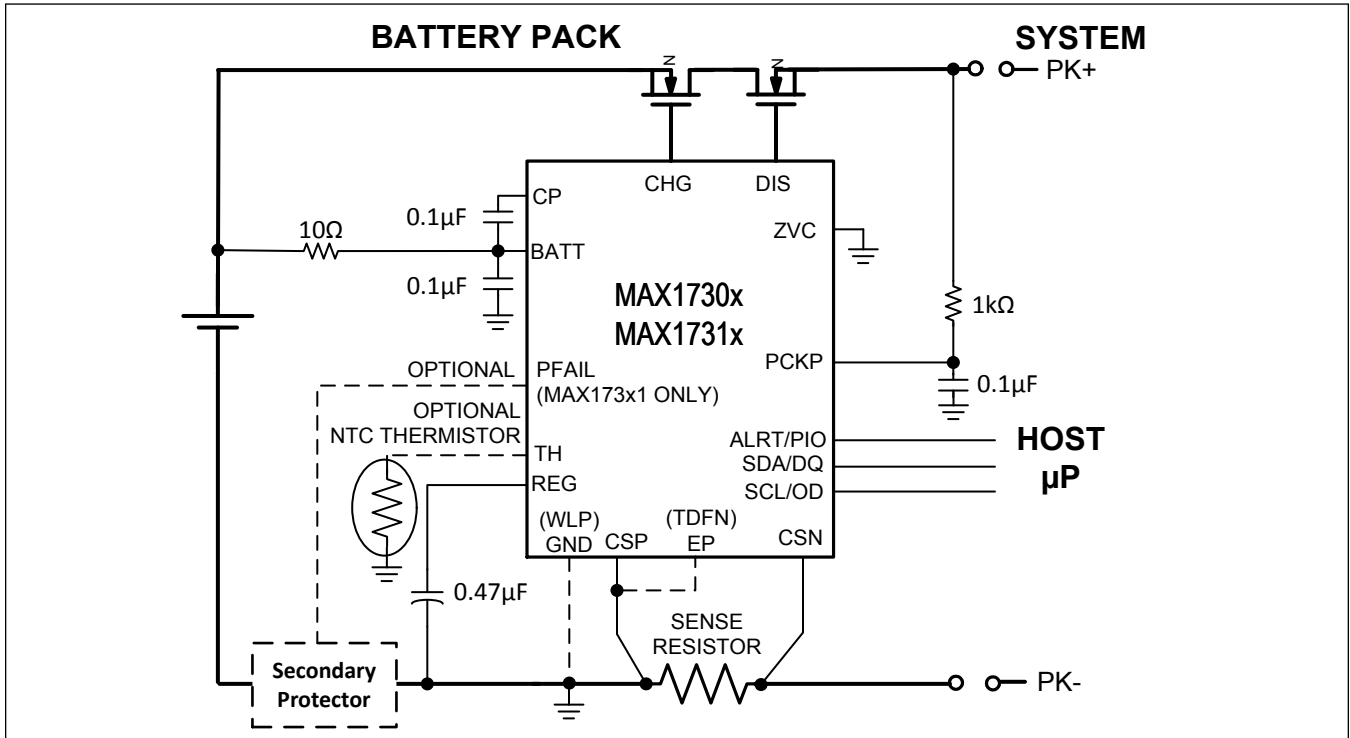 BATTERY PACK
SYSTEM
N
N
PK+
CHG
DIS
CP
0.1µF
ZVC
10Ω
BATT
0.1µF
MAX1730x
MAX1731x
1kΩ
PCKP
OPTIONAL
PFAIL
(MAX173x1 ONLY)
0.1µF
OPTIONAL
NTC THERMISTOR
TH
ALRT/PIO
HOST
µP
SDA/DQ
REG
SCL/OD
(WLP)
GND
CSP
(TDFN)
EP
CSN
0.47µF
SENSE
RESISTOR
Secondary
Protector
PK-